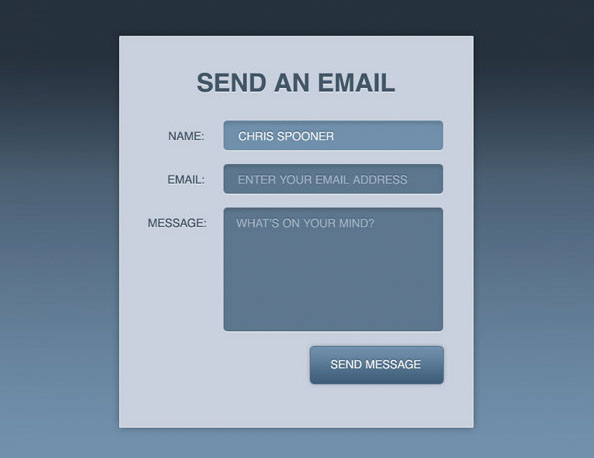 SEND AN EMAIL
NAME: CHRIS SPOONER
EMAIL: ENTER YOUR EMAIL ADDRESS
MESSAGE: WHAT'S ON YOUR MIND?
SEND MESSAGE